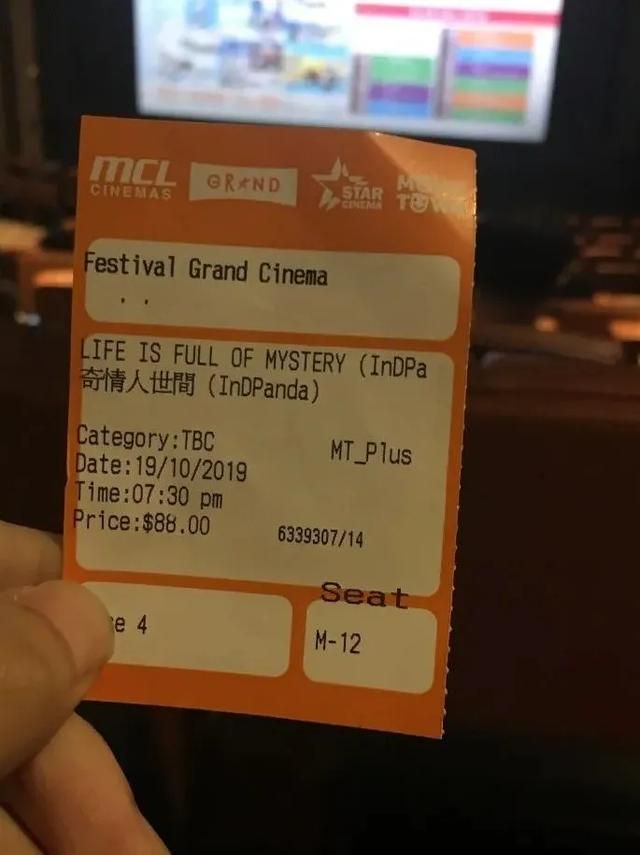 MCL
CINEMAS
GRAND
STAR
CINEMA
TOWN
Festival Grand Cinema
. .
LIFE IS FULL OF MYSTERY (InDPa
奇情人世間 (InDPanda)
Category:TBC
MT_Plus
Date:19/10/2019
Time:07:30 pm
Price:$88.00
6339307/14
Seat
e 4
M-12